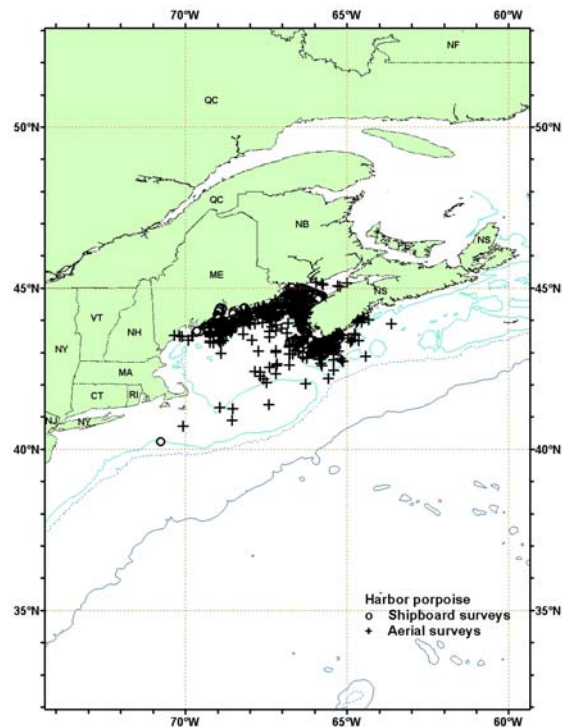 70°W 65°W 60°W
NF
QC
50°N 50°N
QC
NB
NS
ME
45°N 45°N
NS
VT
NH
NY
MA
CT RI
NJ NY
40°N 40°N
Harbor porpoise
o Shipboard surveys
+ Aerial surveys
35°N 35°N
70°W 65°W 60°W